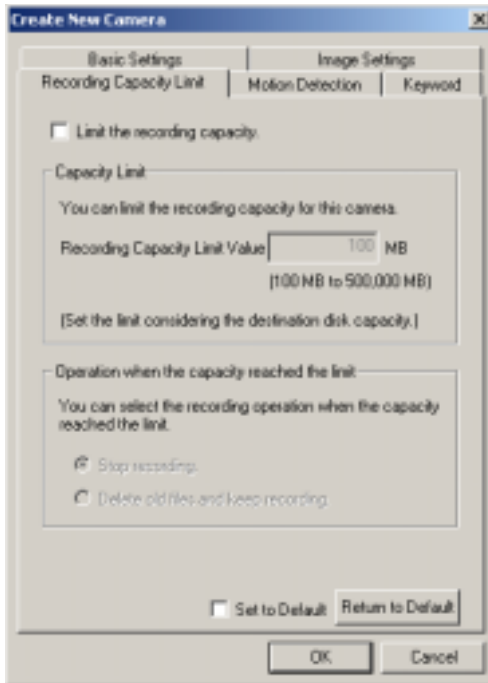 Create New Camera
Basic Settings
Image Settings
Recording Capacity Limit
Motion Detection
Keyword
Limit the recording capacity.
Capacity Limit
You can limit the recording capacity for this camera.
Recording Capacity Limit Value 100 MB
(100 MB to 500,000 MB)
(Set the limit considering the destination disk capacity.)
Operation when the capacity reached the limit
You can select the recording operation when the capacity
reached the limit.
Stop recording.
Delete old files and keep recording.
Set to Default
Return to Default
OK
Cancel